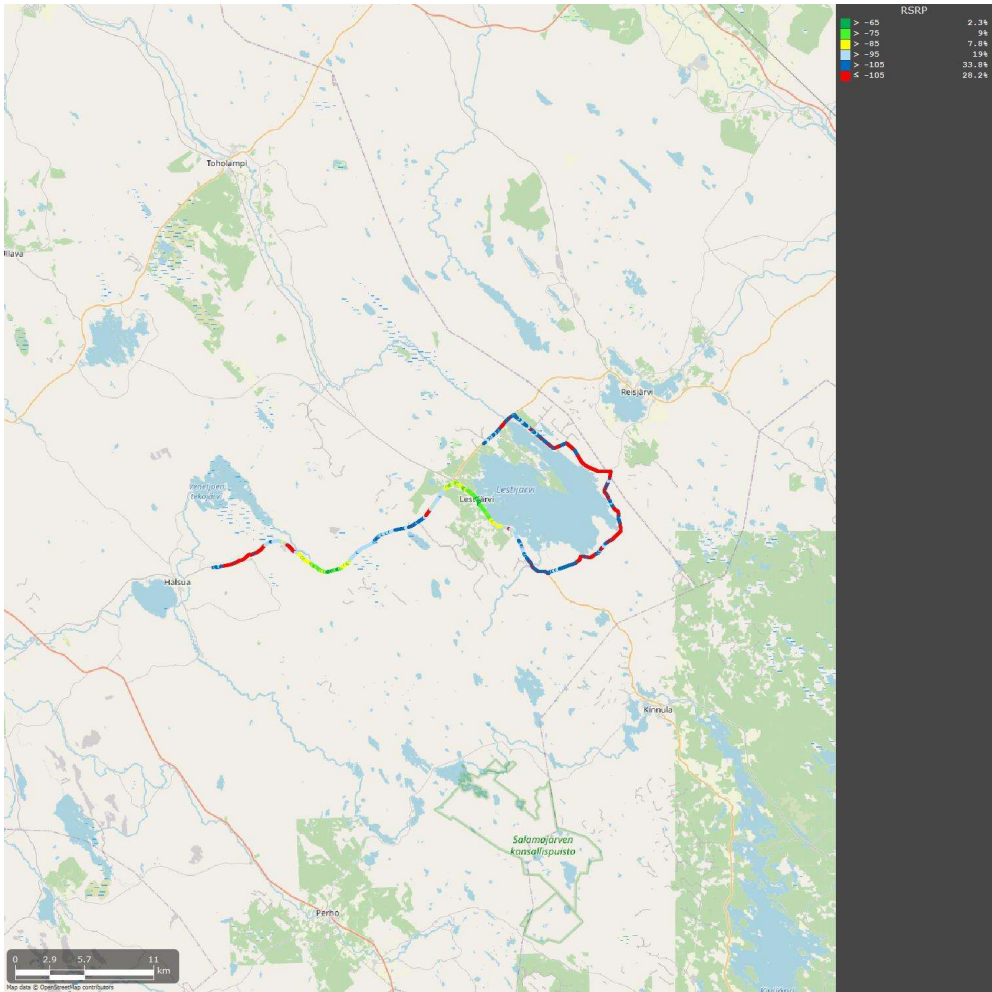 RSRP
> -65 2.3%
> -75 9%
> -85 7.8%
> -95 19%
> -105 33.8%
≤ -105 28.2%
Toholampi
Reisjärvi
Lestijärvi
Lestijärvi
Halsua
Kinnula
Salamajärven
kansallispuisto
Perho
0 2.9 5.7 11
km
Map data © OpenStreetMap contributors